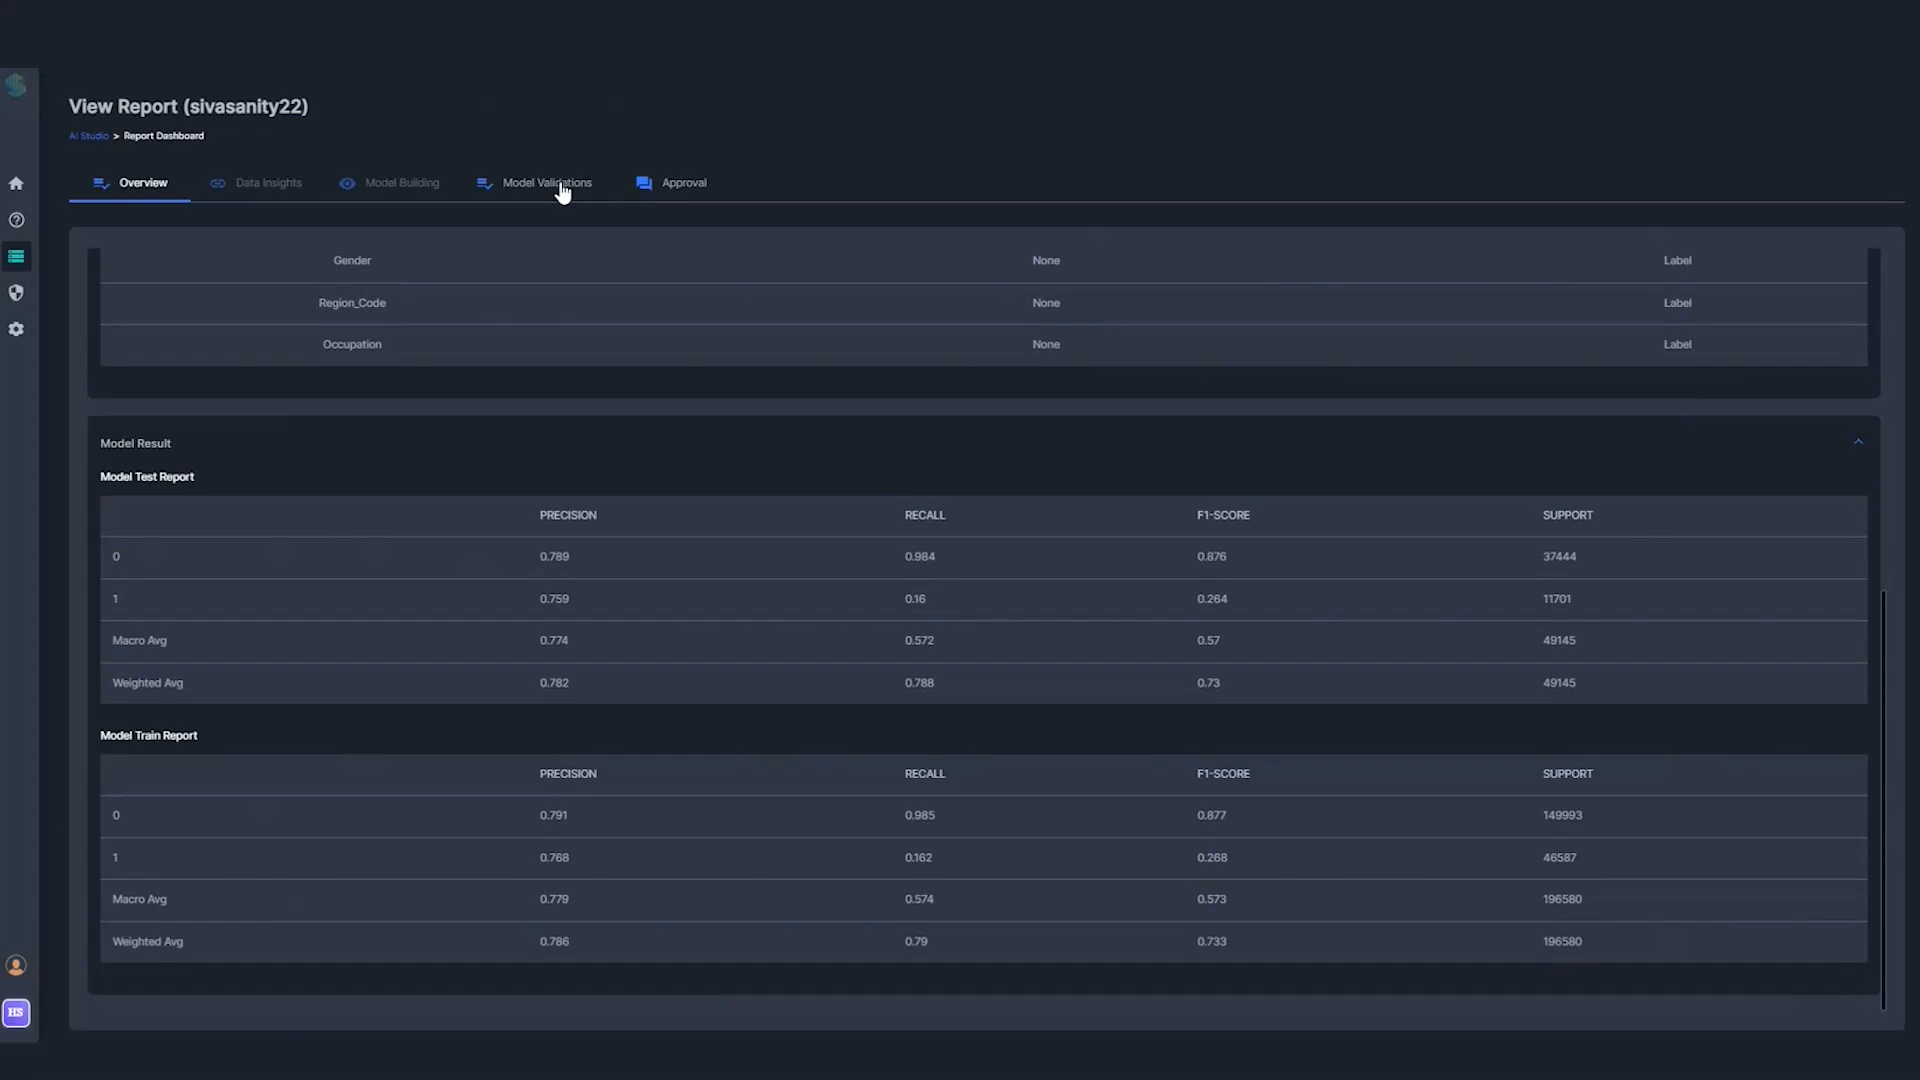 View Report (sivasanity22)
AI Studio > Report Dashboard
Overview Data Insights Model Building Model Validations Approval
Gender None Label
Region_Code None Label
Occupation None Label
Model Result
Model Test Report
PRECISION RECALL F1-SCORE SUPPORT
0 0.789 0.984 0.876 37444
1 0.759 0.16 0.264 11701
Macro Avg 0.774 0.572 0.57 49145
Weighted Avg 0.782 0.788 0.73 49145
Model Train Report
PRECISION RECALL F1-SCORE SUPPORT
0 0.791 0.985 0.877 149993
1 0.768 0.162 0.268 46587
Macro Avg 0.779 0.574 0.573 196580
Weighted Avg 0.786 0.79 0.733 196580
HS